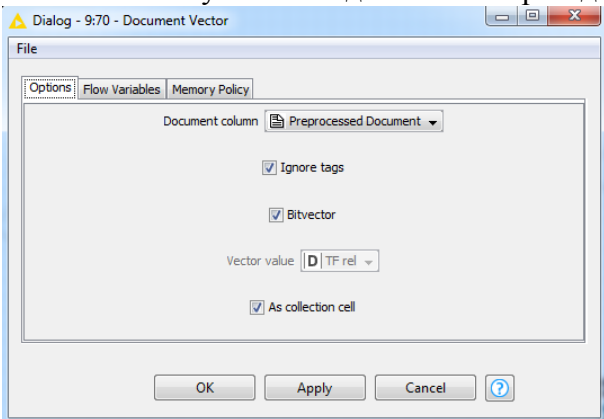 Dialog - 9:70 - Document Vector
File
Options Flow Variables Memory Policy
Document column Preprocessed Document
Ignore tags
Bitvector
Vector value D TF rel
As collection cell
OK Apply Cancel ?